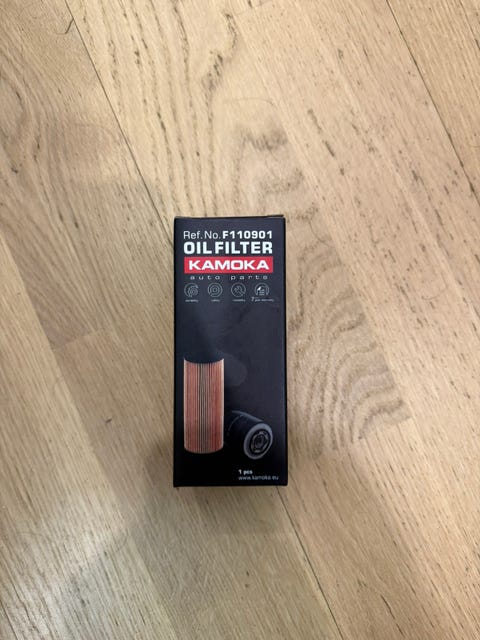 Ref. No. F110901
OIL FILTER
KAMOKA
auto parts
1 pcs
www.kamoka.eu